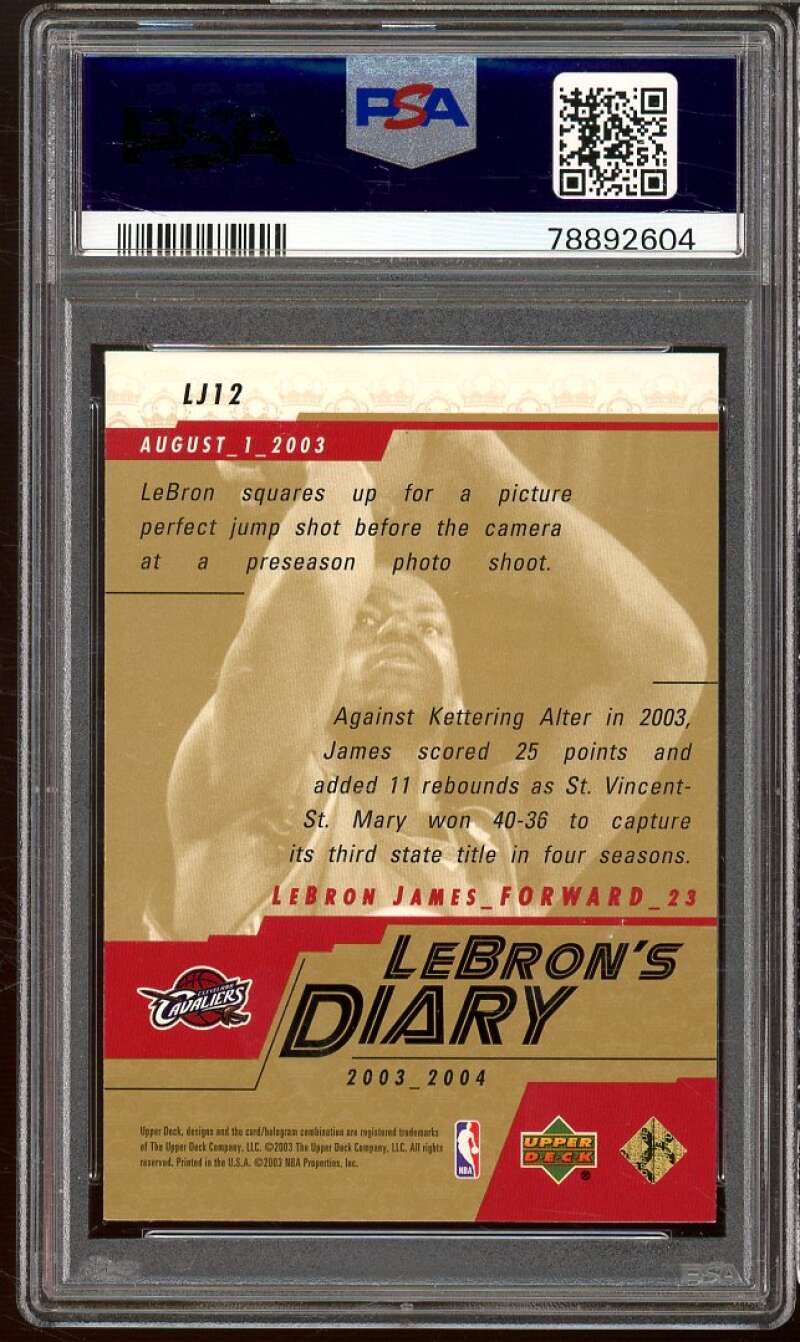 PSA
PSA
78892604
LJ12
AUGUST_1_2003
LeBron squares up for a picture
perfect jump shot before the camera
at a preseason photo shoot.
Against Kettering Alter in 2003,
James scored 25 points and
added 11 rebounds as St. Vincent-
St. Mary won 40-36 to capture
its third state title in four seasons.
LEBRON JAMES_FORWARD_23
LEBRON'S
DIARY
CLEVELAND
CAVALIERS
2003_2004
Upper Deck, designs and the card/hologram combination are registered trademarks
of The Upper Deck Company, LLC. ©2003 The Upper Deck Company, LLC. All rights
reserved. Printed in the U.S.A. ©2003 NBA Properties, Inc.
NBA
UPPER
DECK
®
PSA